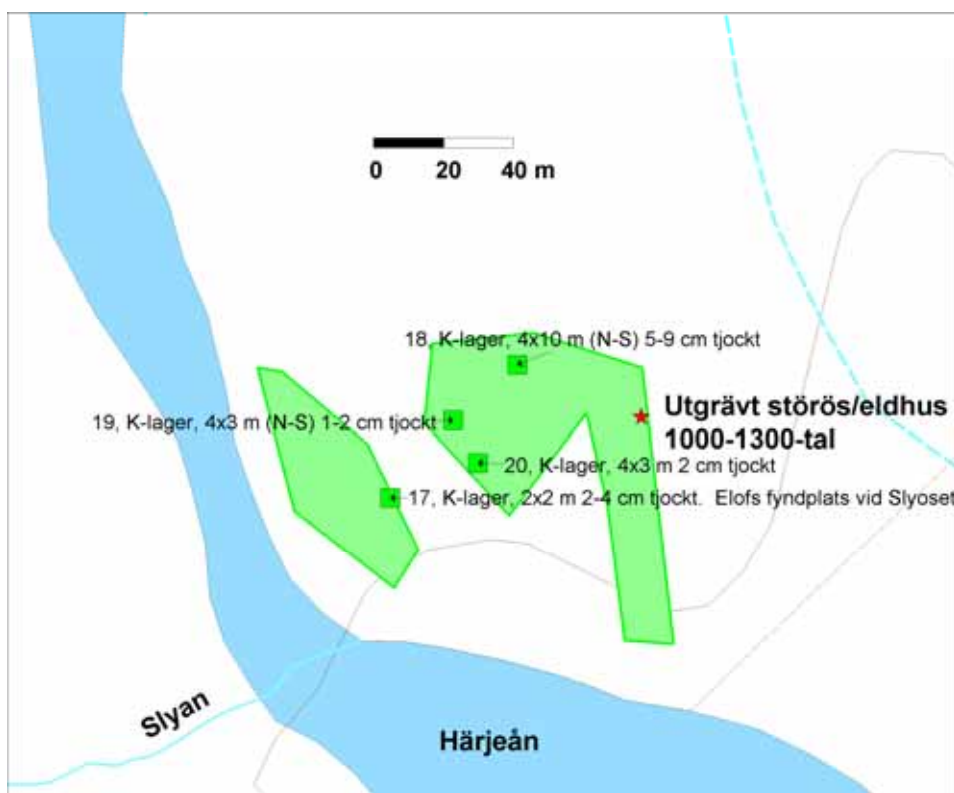 0 20 40 m
18, K-lager, 4x10 m (N-S) 5-9 cm tjockt
19, K-lager, 4x3 m (N-S) 1-2 cm tjockt
Utgrävt störös/eldhus
1000-1300-tal
20, K-lager, 4x3 m 2 cm tjockt
17, K-lager, 2x2 m 2-4 cm tjockt. Elofs fyndplats vid Slyoset
Slyan
Härjeån